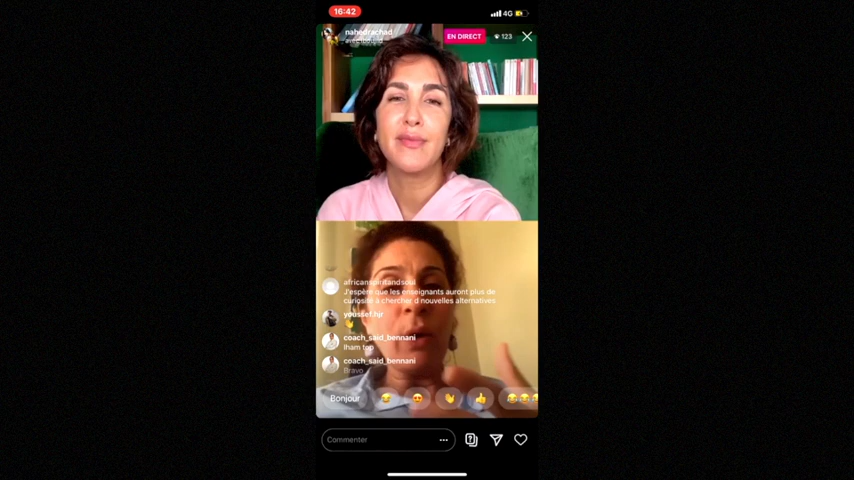 16:42
4G
nahedrachad
EN DIRECT
123
africanspiritandsoul
J'espère que les enseignants auront plus de
curiosité à chercher d nouvelles alternatives
youssef.hjr
coach_said_bennani
Ilham top
coach_said_bennani
Bravo
Bonjour
Commenter